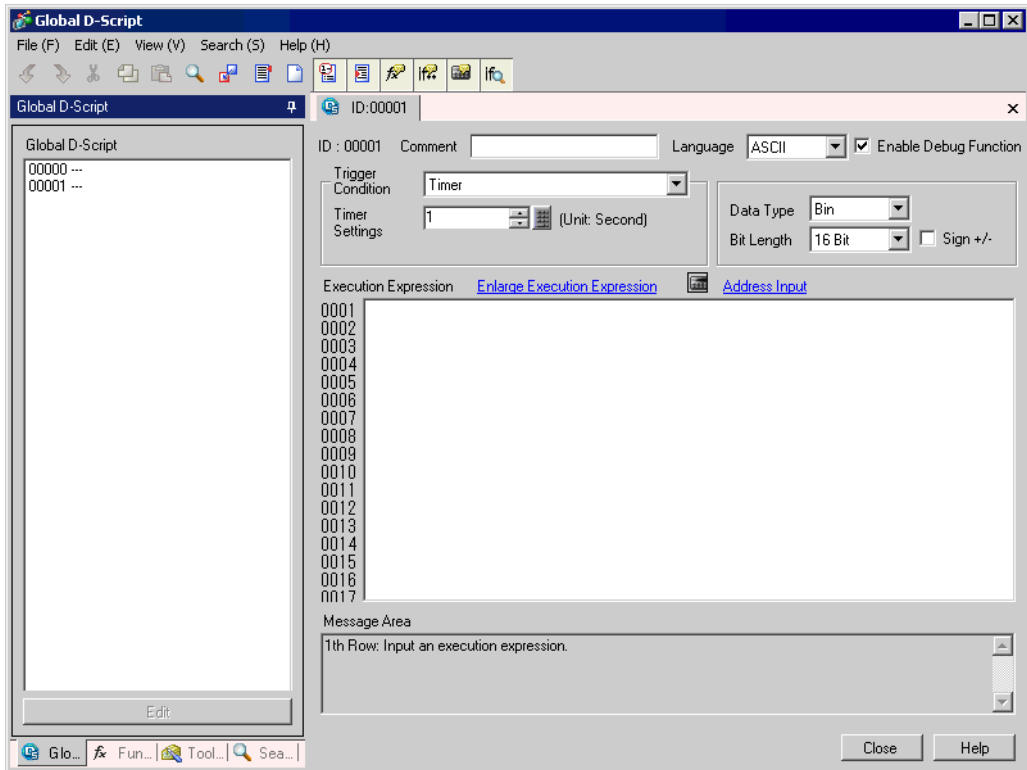 Global D-Script
File (F) Edit (E) View (V) Search (S) Help (H)
Global D-Script
ID:00001
Global D-Script
00000 ---
00001 ---
Edit
Glo... fx Fun... Tool... Sea...
ID : 00001 Comment Language ASCII Enable Debug Function
Trigger Condition Timer
Timer Settings 1 (Unit: Second)
Data Type Bin
Bit Length 16 Bit Sign +/-
Execution Expression Enlarge Execution Expression Address Input
0001
0002
0003
0004
0005
0006
0007
0008
0009
0010
0011
0012
0013
0014
0015
0016
0017
Message Area
1th Row: Input an execution expression.
Close Help